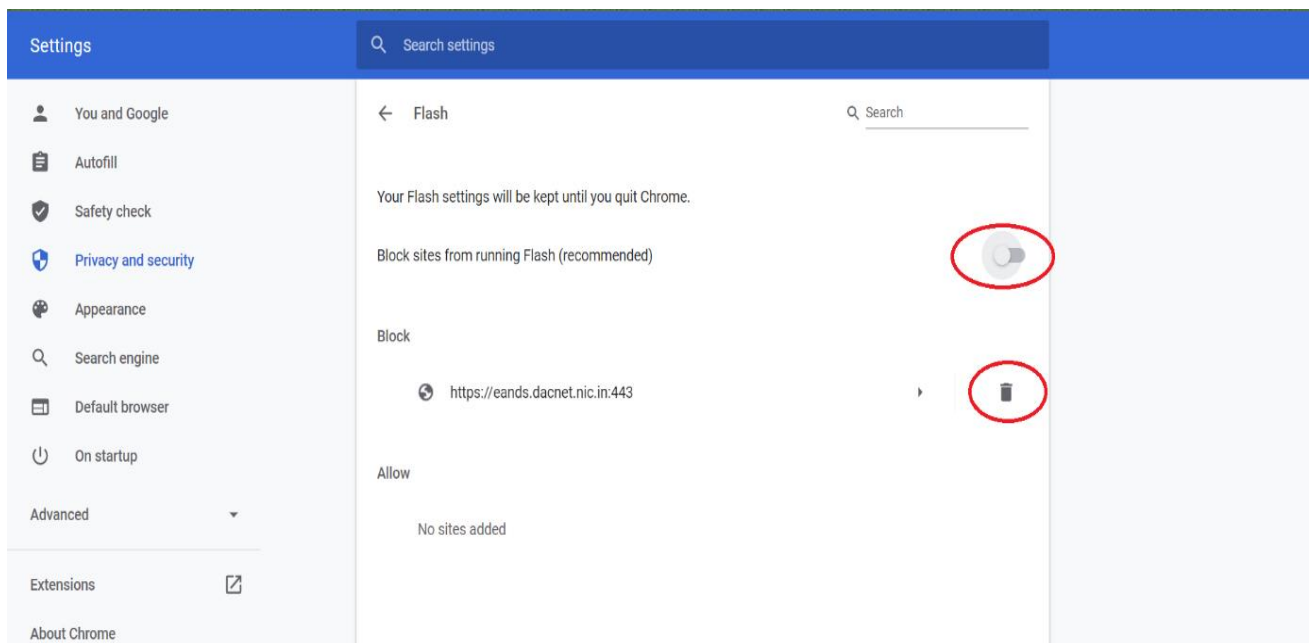 Settings
Search settings
You and Google
Autofill
Safety check
Privacy and security
Appearance
Search engine
Default browser
On startup
Advanced
Extensions
About Chrome
Flash
Search
Your Flash settings will be kept until you quit Chrome.
Block sites from running Flash (recommended)
Block
https://eands.dacnet.nic.in:443
Allow
No sites added